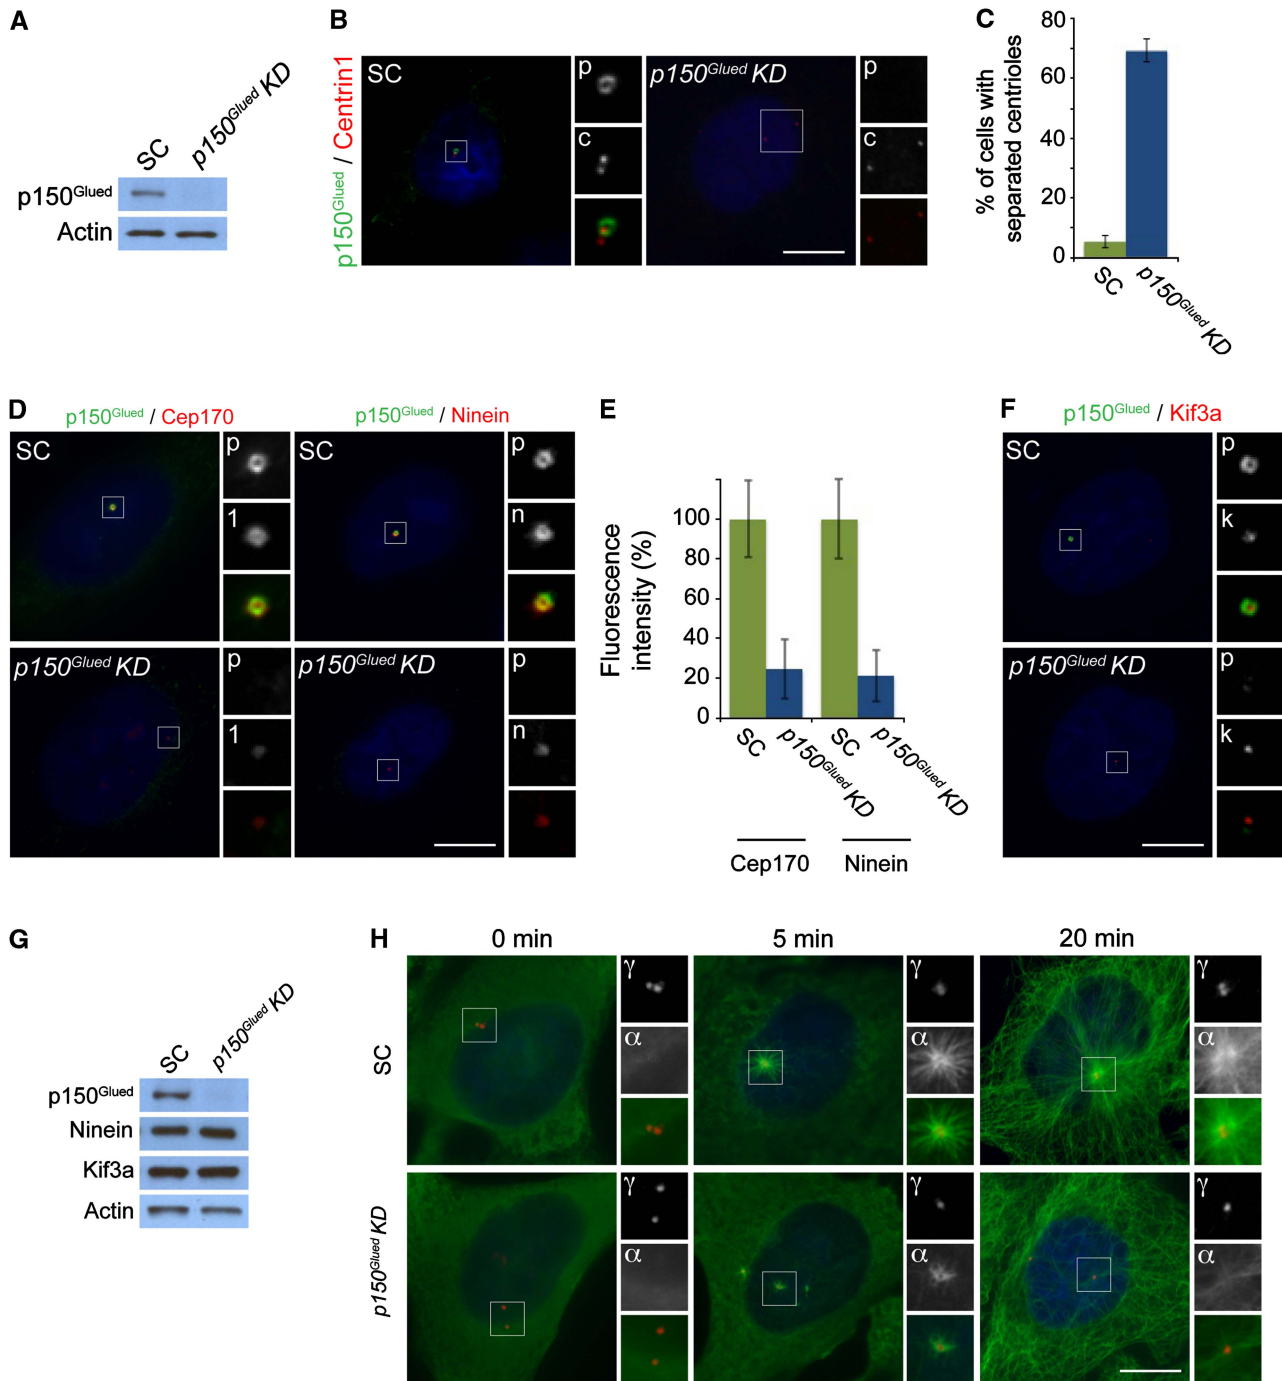 A
SC
p150Glued KD
p150Glued
Actin
B
p150Glued / Centrin1
SC
p
c
p150Glued KD
p
c
C
% of cells with
separated centrioles
80
60
40
20
0
SC
p150Glued KD
D
p150Glued / Cep170
p150Glued / Ninein
SC
p
1
SC
p
n
p150Glued KD
p
1
p150Glued KD
p
n
E
Fluorescence
intensity (%)
100
80
60
40
20
0
SC
p150Glued KD
SC
p150Glued KD
Cep170
Ninein
F
p150Glued / Kif3a
SC
p
k
p150Glued KD
p
k
G
SC
p150Glued KD
p150Glued
Ninein
Kif3a
Actin
H
0 min
5 min
20 min
SC
γ
α
γ
α
γ
α
p150Glued KD
γ
α
γ
α
γ
α